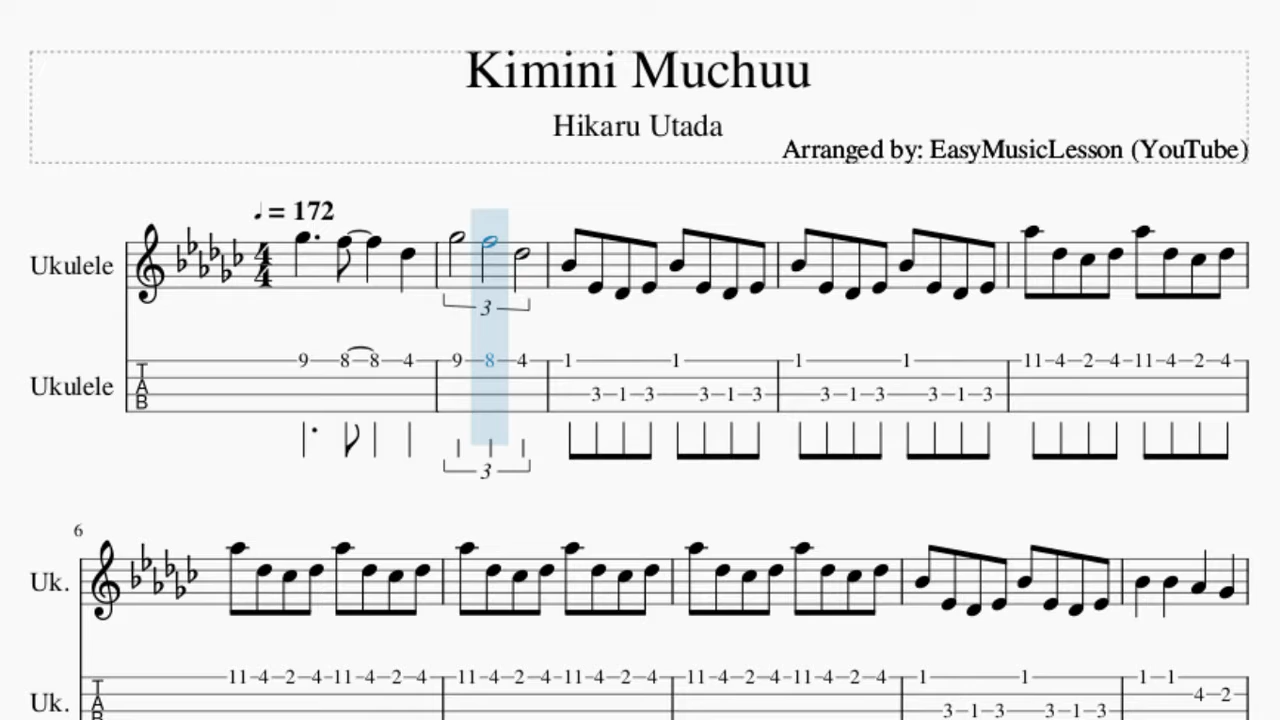 Kimini Muchuu
Hikaru Utada
Arranged by: EasyMusicLesson (YouTube)
♩ = 172
Ukulele
4
4
3
Ukulele
T
A
B
9 8 8 4 9 8 4 1 3 1 3 1 3 1 3 1 3 1 3 1 3 1 3 11 4 2 4 11 4 2 4
3
6
Uk.
Uk.
11 4 2 4 11 4 2 4 11 4 2 4 11 4 2 4 11 4 2 4 11 4 2 4 1 3 1 3 1 3 1 3 1 1 4 2